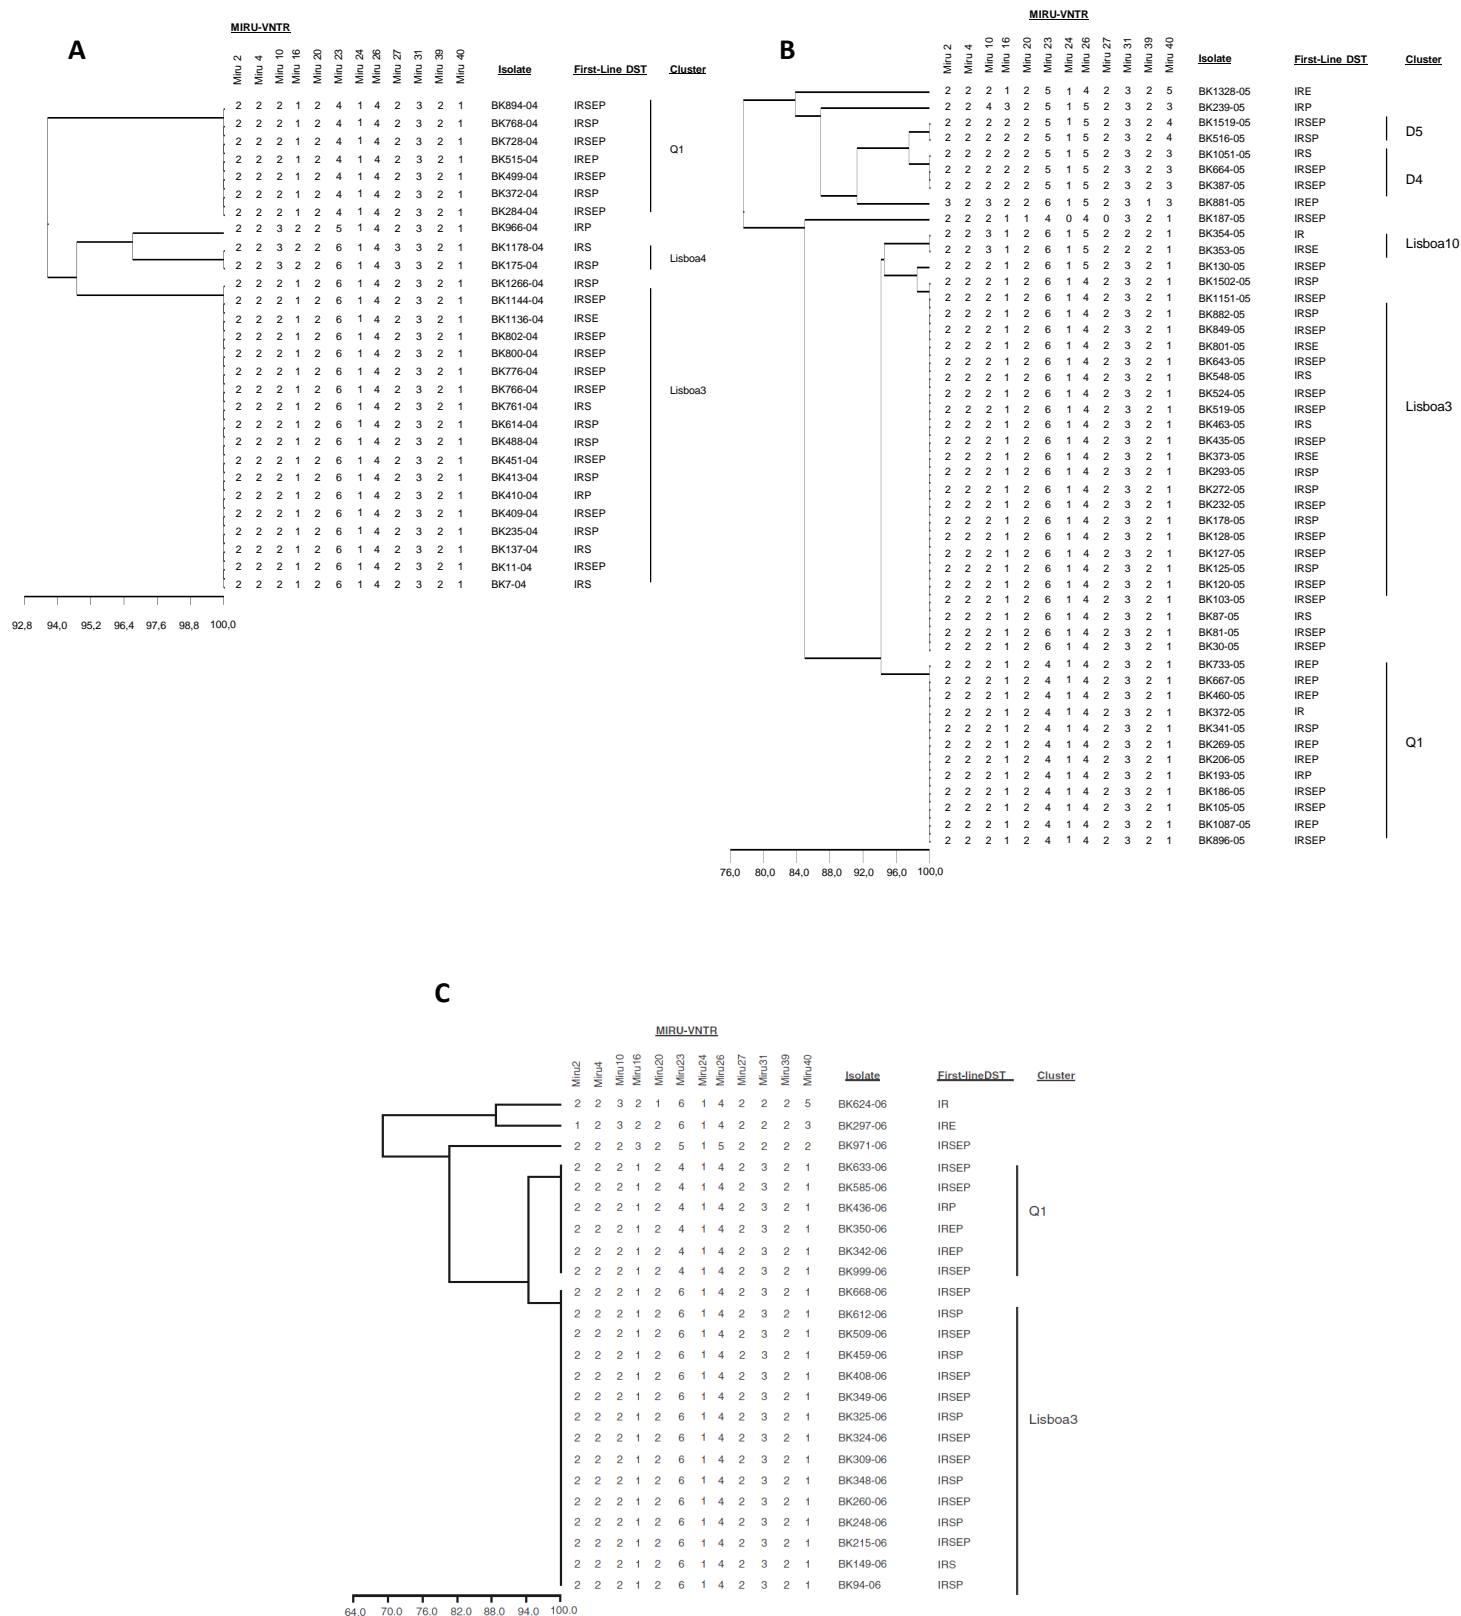 A
MIRU-VNTR
Miru 2 Miru 4 Miru 10 Miru 16 Miru 20 Miru 23 Miru 24 Miru 26 Miru 27 Miru 31 Miru 39 Miru 40 Isolate First-Line DST Cluster
2 2 2 1 2 4 1 4 2 3 2 1 BK894-04 IRSEP
2 2 2 1 2 4 1 4 2 3 2 1 BK768-04 IRSP
2 2 2 1 2 4 1 4 2 3 2 1 BK728-04 IRSEP
Q1
2 2 2 1 2 4 1 4 2 3 2 1 BK515-04 IREP
2 2 2 1 2 4 1 4 2 3 2 1 BK499-04 IRSEP
2 2 2 1 2 4 1 4 2 3 2 1 BK372-04 IRSP
2 2 2 1 2 4 1 4 2 3 2 1 BK284-04 IRSEP
2 2 3 2 2 5 1 4 2 3 2 1 BK966-04 IRP
2 2 3 2 2 6 1 4 3 3 2 1 BK1178-04 IRS
Lisboa4
2 2 3 2 2 6 1 4 3 3 2 1 BK175-04 IRSP
2 2 2 1 2 6 1 4 2 3 2 1 BK1266-04 IRSP
2 2 2 1 2 6 1 4 2 3 2 1 BK1144-04 IRSEP
2 2 2 1 2 6 1 4 2 3 2 1 BK1136-04 IRSE
2 2 2 1 2 6 1 4 2 3 2 1 BK802-04 IRSEP
2 2 2 1 2 6 1 4 2 3 2 1 BK800-04 IRSEP
2 2 2 1 2 6 1 4 2 3 2 1 BK776-04 IRSEP
2 2 2 1 2 6 1 4 2 3 2 1 BK766-04 IRSEP
Lisboa3
2 2 2 1 2 6 1 4 2 3 2 1 BK761-04 IRS
2 2 2 1 2 6 1 4 2 3 2 1 BK614-04 IRSP
2 2 2 1 2 6 1 4 2 3 2 1 BK488-04 IRSP
2 2 2 1 2 6 1 4 2 3 2 1 BK451-04 IRSEP
2 2 2 1 2 6 1 4 2 3 2 1 BK413-04 IRSP
2 2 2 1 2 6 1 4 2 3 2 1 BK410-04 IRP
2 2 2 1 2 6 1 4 2 3 2 1 BK409-04 IRSEP
2 2 2 1 2 6 1 4 2 3 2 1 BK235-04 IRSP
2 2 2 1 2 6 1 4 2 3 2 1 BK137-04 IRS
2 2 2 1 2 6 1 4 2 3 2 1 BK11-04 IRSEP
2 2 2 1 2 6 1 4 2 3 2 1 BK7-04 IRS
92,8 94,0 95,2 96,4 97,6 98,8 100,0
B
MIRU-VNTR
Miru 2 Miru 4 Miru 10 Miru 16 Miru 20 Miru 23 Miru 24 Miru 26 Miru 27 Miru 31 Miru 39 Miru 40 Isolate First-Line DST Cluster
2 2 2 1 2 5 1 4 2 3 2 5 BK1328-05 IRE
2 2 4 3 2 5 1 5 2 3 2 3 BK239-05 IRP
2 2 2 2 2 5 1 5 2 3 2 4 BK1519-05 IRSEP
D5
2 2 2 2 2 5 1 5 2 3 2 4 BK516-05 IRSP
2 2 2 2 2 5 1 5 2 3 2 3 BK1051-05 IRS
2 2 2 2 2 5 1 5 2 3 2 3 BK664-05 IRSEP
D4
2 2 2 2 2 5 1 5 2 3 2 3 BK387-05 IRSEP
3 2 3 2 2 6 1 5 2 3 1 3 BK881-05 IREP
2 2 2 1 1 4 0 4 0 3 2 1 BK187-05 IRSEP
2 2 3 1 2 6 1 5 2 2 2 1 BK354-05 IR
Lisboa10
2 2 3 1 2 6 1 5 2 2 2 1 BK353-05 IRSE
2 2 2 1 2 6 1 5 2 3 2 1 BK130-05 IRSEP
2 2 2 1 2 6 1 4 2 3 2 1 BK1502-05 IRSP
2 2 2 1 2 6 1 4 2 3 2 1 BK1151-05 IRSEP
2 2 2 1 2 6 1 4 2 3 2 1 BK882-05 IRSP
2 2 2 1 2 6 1 4 2 3 2 1 BK849-05 IRSEP
2 2 2 1 2 6 1 4 2 3 2 1 BK801-05 IRSE
2 2 2 1 2 6 1 4 2 3 2 1 BK643-05 IRSEP
2 2 2 1 2 6 1 4 2 3 2 1 BK548-05 IRS
2 2 2 1 2 6 1 4 2 3 2 1 BK524-05 IRSEP
Lisboa3
2 2 2 1 2 6 1 4 2 3 2 1 BK519-05 IRSEP
2 2 2 1 2 6 1 4 2 3 2 1 BK463-05 IRS
2 2 2 1 2 6 1 4 2 3 2 1 BK435-05 IRSEP
2 2 2 1 2 6 1 4 2 3 2 1 BK373-05 IRSE
2 2 2 1 2 6 1 4 2 3 2 1 BK293-05 IRSP
2 2 2 1 2 6 1 4 2 3 2 1 BK272-05 IRSP
2 2 2 1 2 6 1 4 2 3 2 1 BK232-05 IRSEP
2 2 2 1 2 6 1 4 2 3 2 1 BK178-05 IRSP
2 2 2 1 2 6 1 4 2 3 2 1 BK128-05 IRSEP
2 2 2 1 2 6 1 4 2 3 2 1 BK127-05 IRSEP
2 2 2 1 2 6 1 4 2 3 2 1 BK125-05 IRSP
2 2 2 1 2 6 1 4 2 3 2 1 BK120-05 IRSEP
2 2 2 1 2 6 1 4 2 3 2 1 BK103-05 IRSEP
2 2 2 1 2 6 1 4 2 3 2 1 BK87-05 IRS
2 2 2 1 2 6 1 4 2 3 2 1 BK81-05 IRSEP
2 2 2 1 2 6 1 4 2 3 2 1 BK30-05 IRSEP
2 2 2 1 2 4 1 4 2 3 2 1 BK733-05 IREP
2 2 2 1 2 4 1 4 2 3 2 1 BK667-05 IREP
2 2 2 1 2 4 1 4 2 3 2 1 BK460-05 IREP
2 2 2 1 2 4 1 4 2 3 2 1 BK372-05 IR
2 2 2 1 2 4 1 4 2 3 2 1 BK341-05 IRSP
Q1
2 2 2 1 2 4 1 4 2 3 2 1 BK269-05 IREP
2 2 2 1 2 4 1 4 2 3 2 1 BK206-05 IREP
2 2 2 1 2 4 1 4 2 3 2 1 BK193-05 IRP
2 2 2 1 2 4 1 4 2 3 2 1 BK186-05 IRSEP
2 2 2 1 2 4 1 4 2 3 2 1 BK105-05 IRSEP
2 2 2 1 2 4 1 4 2 3 2 1 BK1087-05 IREP
2 2 2 1 2 4 1 4 2 3 2 1 BK896-05 IRSEP
76,0 80,0 84,0 88,0 92,0 96,0 100,0
C
MIRU-VNTR
Miru2 Miru4 Miru10 Miru16 Miru20 Miru23 Miru24 Miru26 Miru27 Miru31 Miru39 Miru40 Isolate First-lineDST Cluster
2 2 3 2 1 6 1 4 2 2 2 5 BK624-06 IR
1 2 3 2 2 6 1 4 2 2 2 3 BK297-06 IRE
2 2 2 3 2 5 1 5 2 2 2 2 BK971-06 IRSEP
2 2 2 1 2 4 1 4 2 3 2 1 BK633-06 IRSEP
2 2 2 1 2 4 1 4 2 3 2 1 BK585-06 IRSEP
2 2 2 1 2 4 1 4 2 3 2 1 BK436-06 IRP
Q1
2 2 2 1 2 4 1 4 2 3 2 1 BK350-06 IREP
2 2 2 1 2 4 1 4 2 3 2 1 BK342-06 IREP
2 2 2 1 2 4 1 4 2 3 2 1 BK999-06 IRSEP
2 2 2 1 2 6 1 4 2 3 2 1 BK668-06 IRSEP
2 2 2 1 2 6 1 4 2 3 2 1 BK612-06 IRSP
2 2 2 1 2 6 1 4 2 3 2 1 BK509-06 IRSEP
2 2 2 1 2 6 1 4 2 3 2 1 BK459-06 IRSP
2 2 2 1 2 6 1 4 2 3 2 1 BK408-06 IRSEP
2 2 2 1 2 6 1 4 2 3 2 1 BK349-06 IRSEP
2 2 2 1 2 6 1 4 2 3 2 1 BK325-06 IRSP
Lisboa3
2 2 2 1 2 6 1 4 2 3 2 1 BK324-06 IRSEP
2 2 2 1 2 6 1 4 2 3 2 1 BK309-06 IRSEP
2 2 2 1 2 6 1 4 2 3 2 1 BK348-06 IRSP
2 2 2 1 2 6 1 4 2 3 2 1 BK260-06 IRSEP
2 2 2 1 2 6 1 4 2 3 2 1 BK248-06 IRSP
2 2 2 1 2 6 1 4 2 3 2 1 BK215-06 IRSEP
2 2 2 1 2 6 1 4 2 3 2 1 BK149-06 IRS
2 2 2 1 2 6 1 4 2 3 2 1 BK94-06 IRSP
64.0 70.0 76.0 82.0 88.0 94.0 100.0